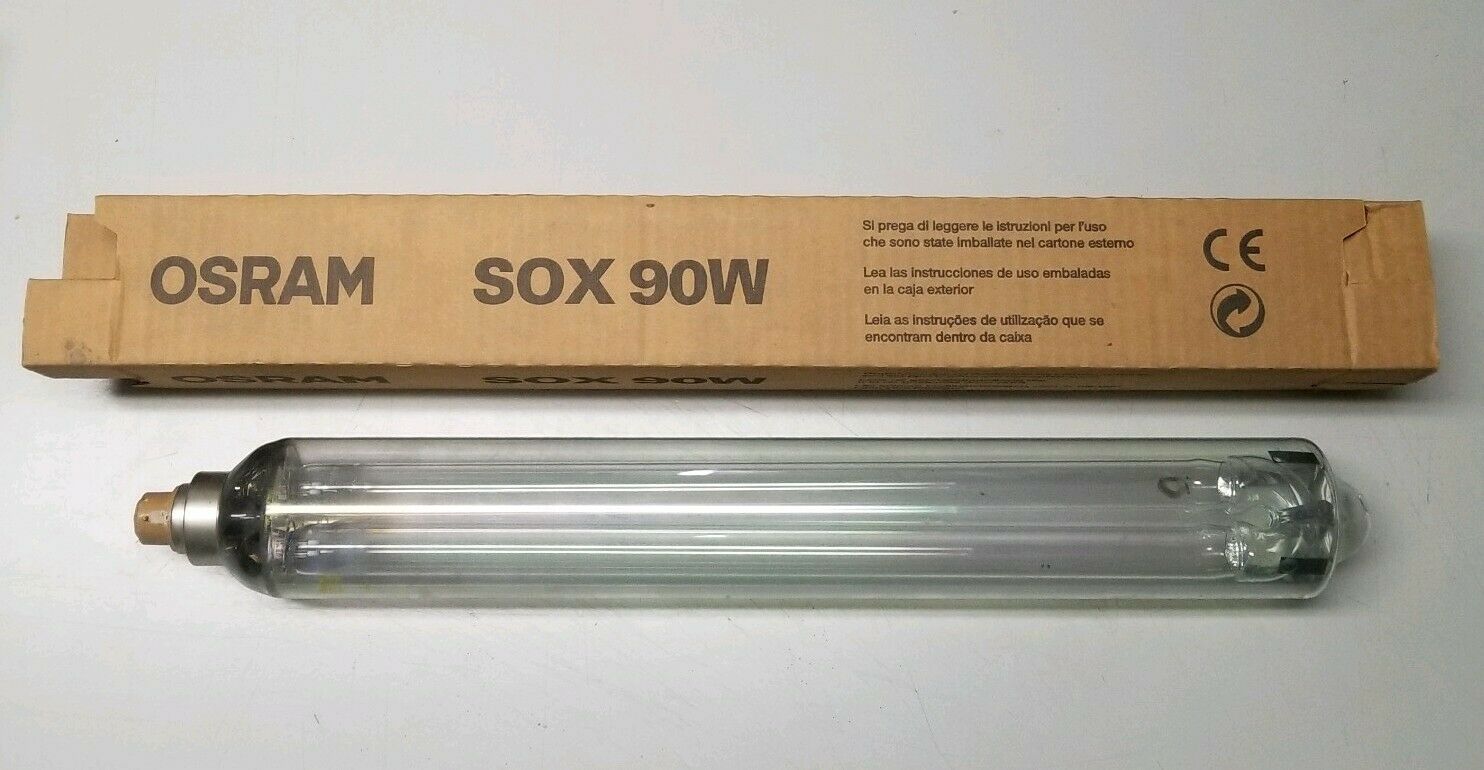 OSRAM
SOX 90W
Si prega di leggere le istruzioni per l'uso
che sono state imballate nel cartone esterno
Lea las instrucciones de uso embaladas
en la caja exterior
Leia as instruções de utilização que se
encontram dentro da caixa
CE
OSRAM
SOX 90W